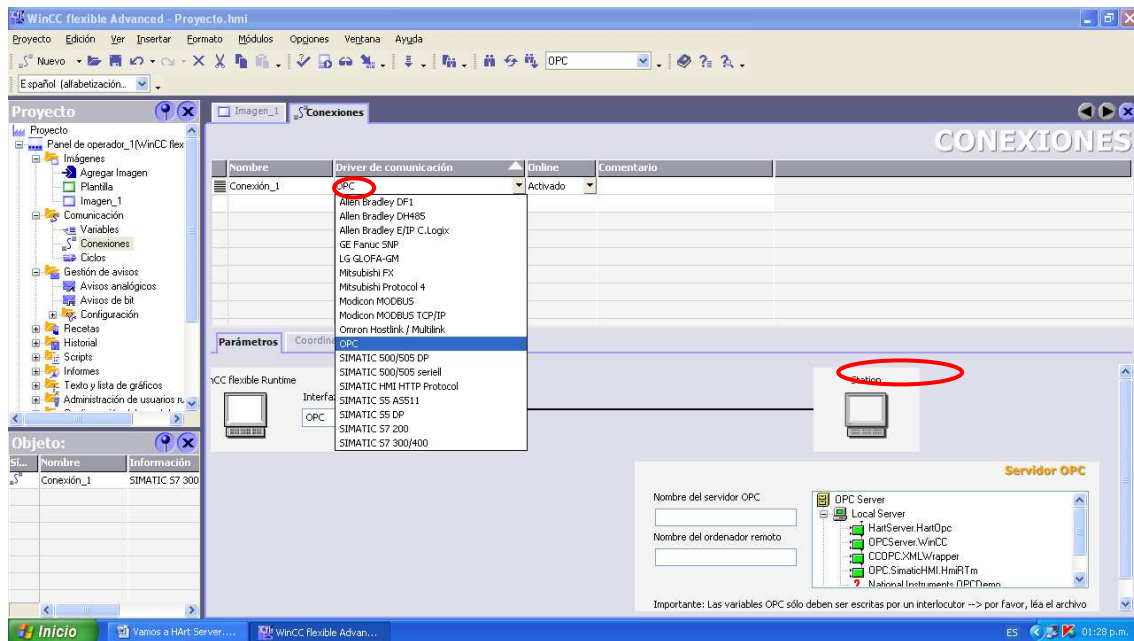 WinCC flexible Advanced - Proyecto.hmi
Proyecto Edición Ver Insertar Formato Módulos Opciones Ventana Ayuda
Nuevo
OPC
Español (alfabetización...
Proyecto
Imagen_1
Conexiones
Proyecto
Panel de operador_1(WinCC flex
Imágenes
Agregar Imagen
Plantilla
Imagen_1
Comunicación
Variables
Conexiones
Ciclos
Gestión de avisos
Avisos analógicos
Avisos de bit
Configuración
Recetas
Historial
Scripts
Informes
Texto y lista de gráficos
Administración de usuarios ru
CONEXIONES
Nombre Driver de comunicación Online Comentario
Conexión_1 OPC Activado
Allen Bradley DF1
Allen Bradley DH485
Allen Bradley E/IP C.Logix
GE Fanuc SNP
LG GLOFA-GM
Mitsubishi FX
Mitsubishi Protocol 4
Modicon MODBUS
Modicon MODBUS TCP/IP
Omron Hostlink / Multilink
OPC
SIMATIC 500/505 DP
SIMATIC 500/505 seriell
SIMATIC HMI HTTP Protocol
SIMATIC S5 AS511
SIMATIC S5 DP
SIMATIC S7 200
SIMATIC S7 300/400
Parámetros Coordina
nCC flexible Runtime
Interfa
OPC
Station
Servidor OPC
Nombre del servidor OPC
Nombre del ordenador remoto
OPC Server
Local Server
HartServer.HartOpc
OPCServer.WinCC
CCOPC.XMLWrapper
OPC.SimaticHMI.HmiRTm
National Instruments.OPCDemo
Importante: Las variables OPC sólo deben ser escritas por un interlocutor --> por favor, léa el archivo
Objeto:
Sí... Nombre Información
Conexión_1 SIMATIC S7 300
Inicio
Vamos a HArt Server....
WinCC flexible Advan...
ES
01:28 p.m.